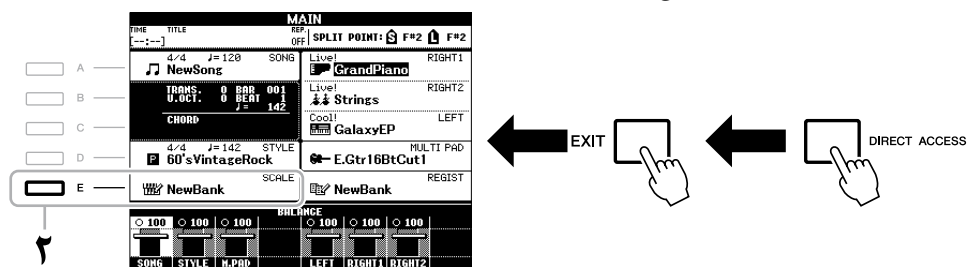 MAIN
TIME TITLE REP. SPLIT POINT: S F#2 L F#2
[--:--] OFF
4/4 ♩=120 SONG
NewSong
Live! RIGHT1
GrandPiano
TRANS. 0 BAR 001
U.OCT. 0 BEAT 1
♩= 142
CHORD
Live! RIGHT2
Strings
Cool! LEFT
GalaxyEP
4/4 ♩=142 STYLE
P 60'sVintageRock
MULTI PAD
E.Gtr16BtCut1
SCALE
NewBank
REGIST
NewBank
BALANCE
100 100 100 100 100 100
SONG STYLE M.PAD LEFT RIGHT1 RIGHT2
A
B
C
D
E
٢
EXIT
DIRECT ACCESS